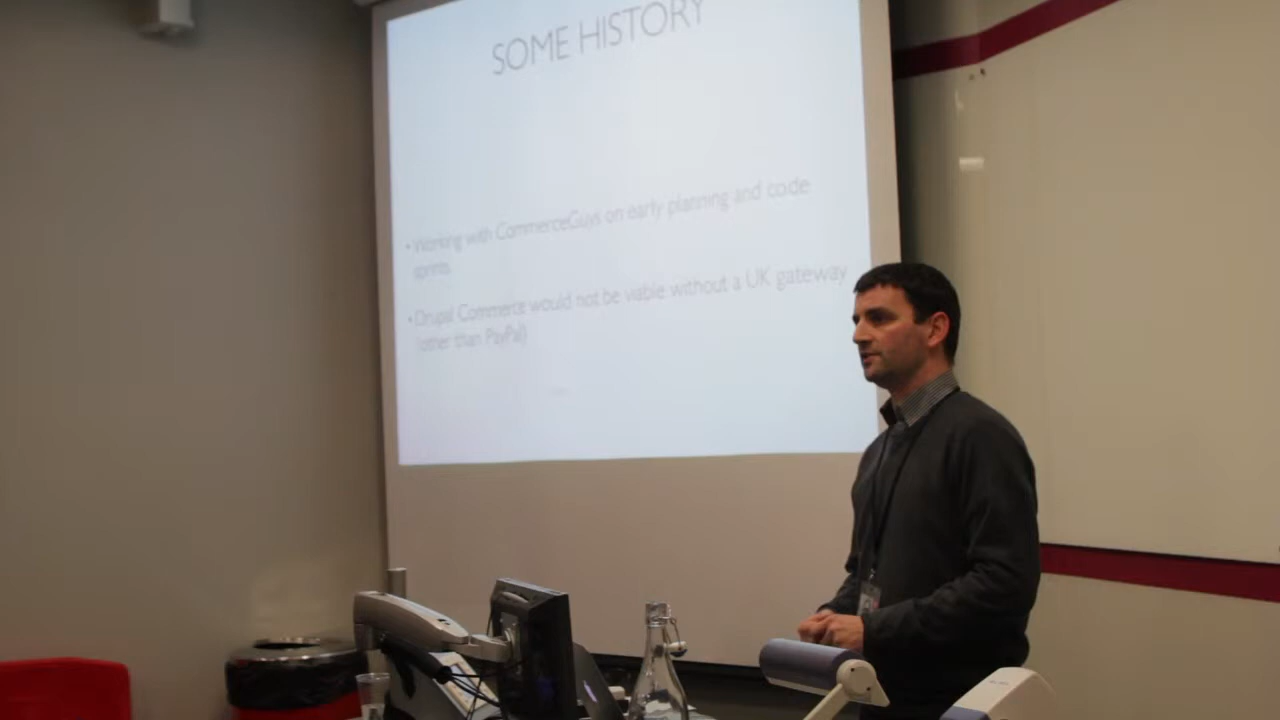 SOME HISTORY
• Working with CommerceGuys on early planning and code
sprints
• Drupal Commerce would not be viable without a UK gateway
(other than PayPal)